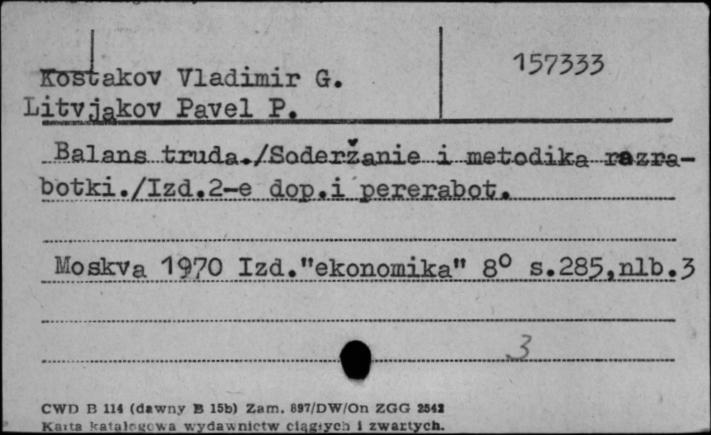 157333
Kostakov Vladimir G.
Litvjakov Pavel P.
Balans truda./Soderžanie i metodika razra-
botki./Izd.2-e dop.i pererabot.
Moskva 1970 Izd."ekonomika" 8° s.285,nlb.3
3
CWD B 114 (dawny B 15b) Zam. 897/DW/On ZGG 2542
Karta katalogowa wydawnictw ciągłych i zwartych.